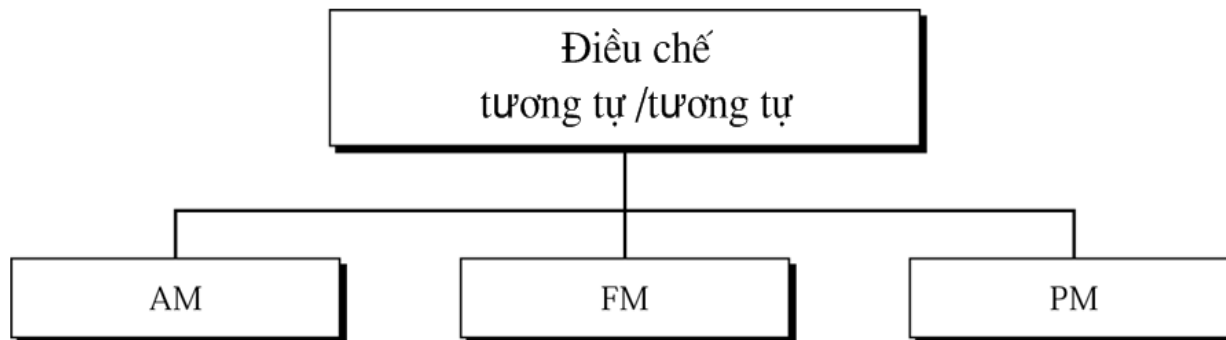 Điều chế
tương tự /tương tự
AM
FM
PM